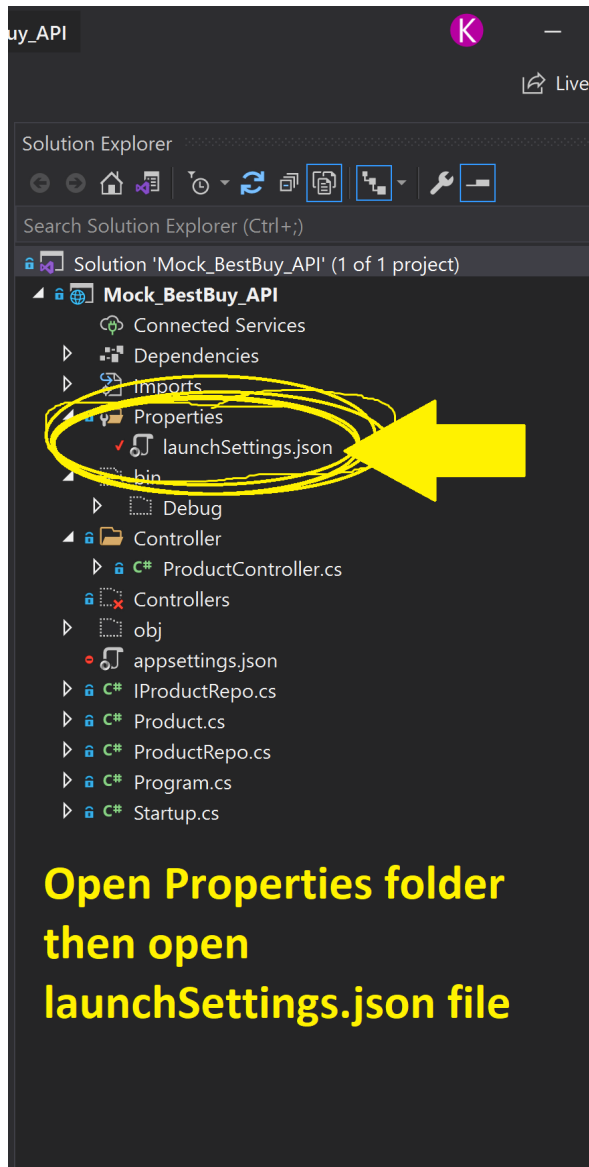 uy_API
K
Live
Solution Explorer
Search Solution Explorer (Ctrl+;)
Solution 'Mock_BestBuy_API' (1 of 1 project)
Mock_BestBuy_API
Connected Services
Dependencies
Imports
Properties
launchSettings.json
bin
Debug
Controller
C# ProductController.cs
Controllers
obj
appsettings.json
C# IProductRepo.cs
C# Product.cs
C# ProductRepo.cs
C# Program.cs
C# Startup.cs
Open Properties folder
then open
launchSettings.json file